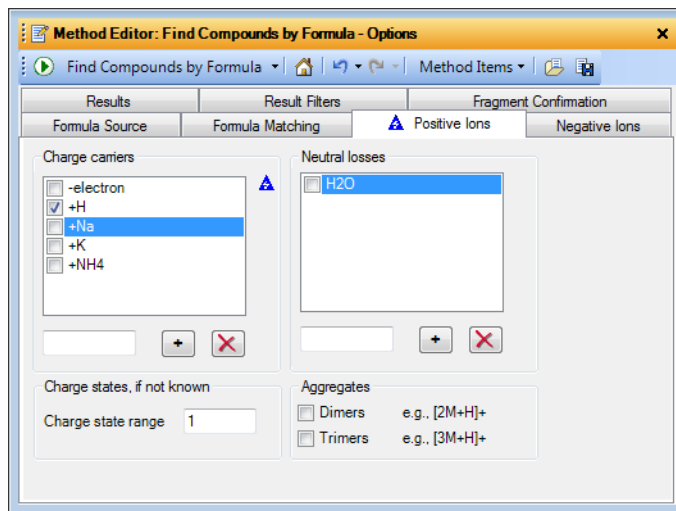 Method Editor: Find Compounds by Formula - Options
Find Compounds by Formula Method Items
Results Result Filters Fragment Confirmation
Formula Source Formula Matching Positive Ions Negative Ions
Charge carriers Neutral losses
-electron H2O
+H
+Na
+K
+NH4
Charge states, if not known Aggregates
Charge state range 1 Dimers e.g., [2M+H]+
Trimers e.g., [3M+H]+